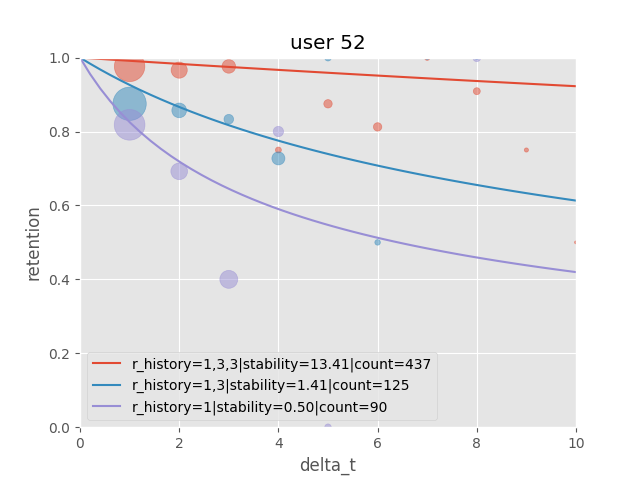 user 52
1.0
0.8
0.6
0.4
0.2
0.0
retention
r_history=1,3,3|stability=13.41|count=437
r_history=1,3|stability=1.41|count=125
r_history=1|stability=0.50|count=90
0 2 4 6 8 10
delta_t